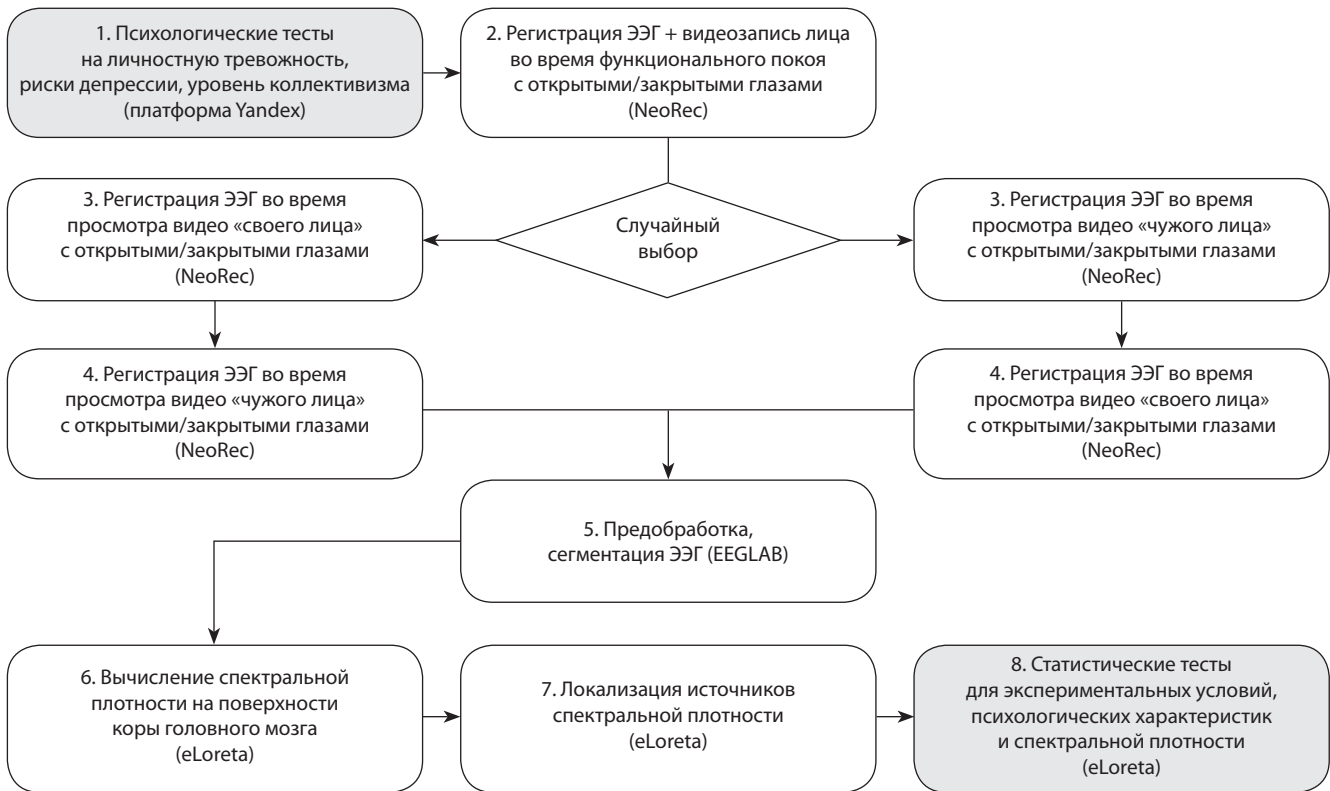 1. Психологические тесты
на личностную тревожность,
риски депрессии, уровень коллективизма
(платформа Yandex)
2. Регистрация ЭЭГ + видеозапись лица
во время функционального покоя
с открытыми/закрытыми глазами
(NeoRec)
3. Регистрация ЭЭГ во время
просмотра видео «своего лица»
с открытыми/закрытыми глазами
(NeoRec)
Случайный
выбор
3. Регистрация ЭЭГ во время
просмотра видео «чужого лица»
с открытыми/закрытыми глазами
(NeoRec)
4. Регистрация ЭЭГ во время
просмотра видео «чужого лица»
с открытыми/закрытыми глазами
(NeoRec)
4. Регистрация ЭЭГ во время
просмотра видео «своего лица»
с открытыми/закрытыми глазами
(NeoRec)
5. Предобработка,
сегментация ЭЭГ (EEGLAB)
6. Вычисление спектральной
плотности на поверхности
коры головного мозга
(eLoreta)
7. Локализация источников
спектральной плотности
(eLoreta)
8. Статистические тесты
для экспериментальных условий,
психологических характеристик
и спектральной плотности
(eLoreta)